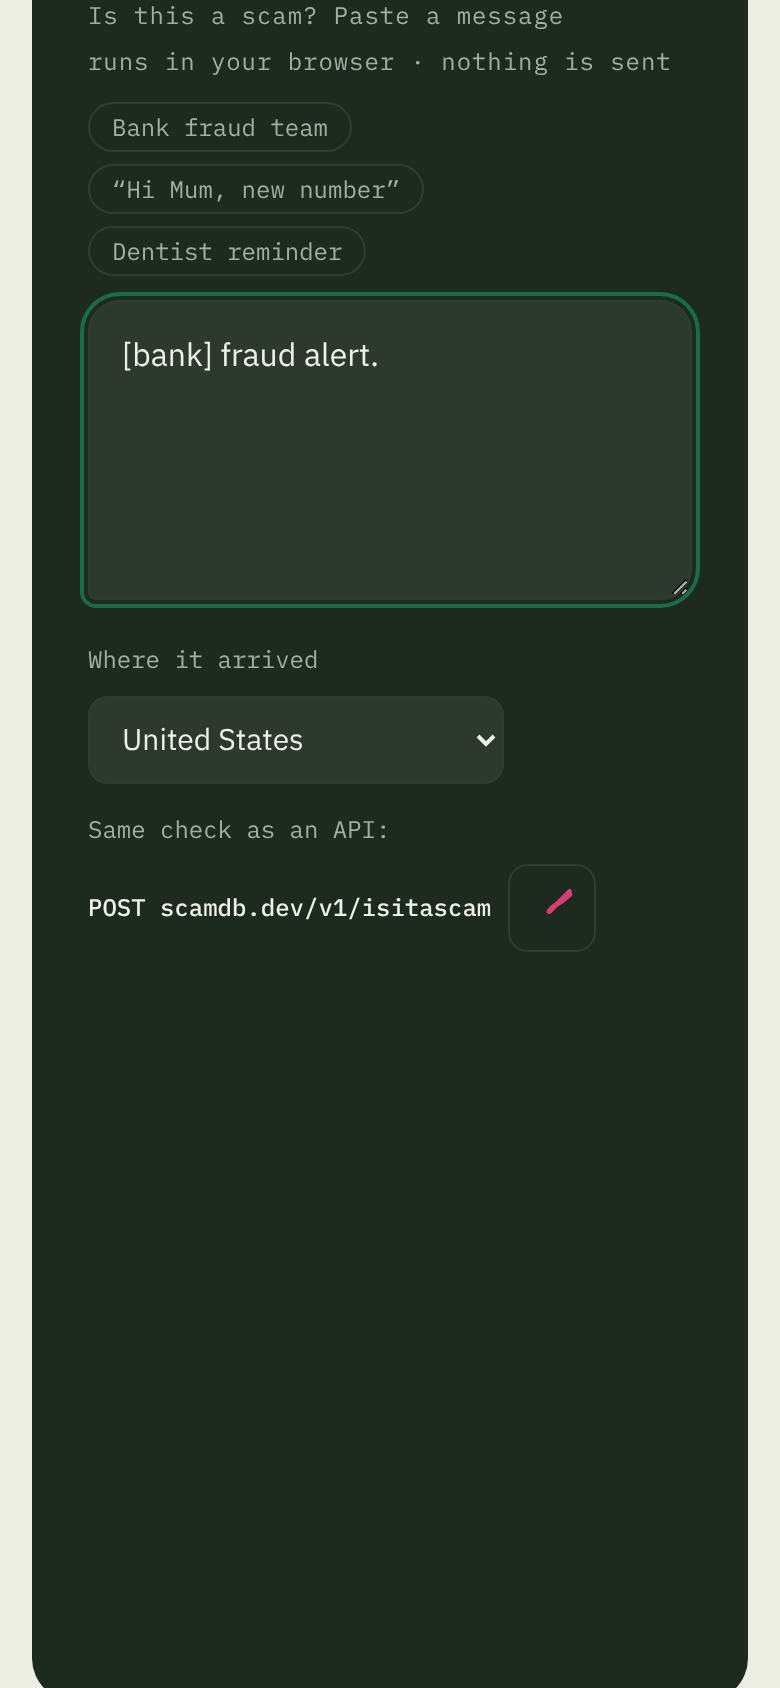 Is this a scam? Paste a message
runs in your browser · nothing is sent
Bank fraud team
“Hi Mum, new number”
Dentist reminder
[bank] fraud alert.
Where it arrived
United States
Same check as an API:
POST scamdb.dev/v1/isitascam